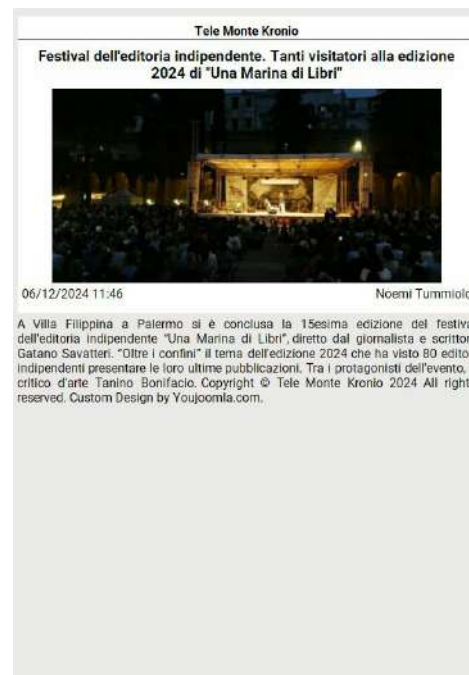 Tele Monte Kronio
Festival dell'editoria indipendente. Tanti visitatori alla edizione
2024 di "Una Marina di Libri"
06/12/2024 11:46
Noemi Tummiolo
A Villa Filippina a Palermo si è conclusa la 15esima edizione del festiva
dell'editoria indipendente "Una Marina di Libri", diretto dal giornalista e scrittor
Gatano Savatteri. "Oltre i confini" il tema dell'edizione 2024 che ha visto 80 edito
indipendenti presentare le loro ultime pubblicazioni. Tra i protagonisti dell'evento,
critico d'arte Tanino Bonifacio. Copyright © Tele Monte Kronio 2024 All right
reserved. Custom Design by Youjoomla.com.